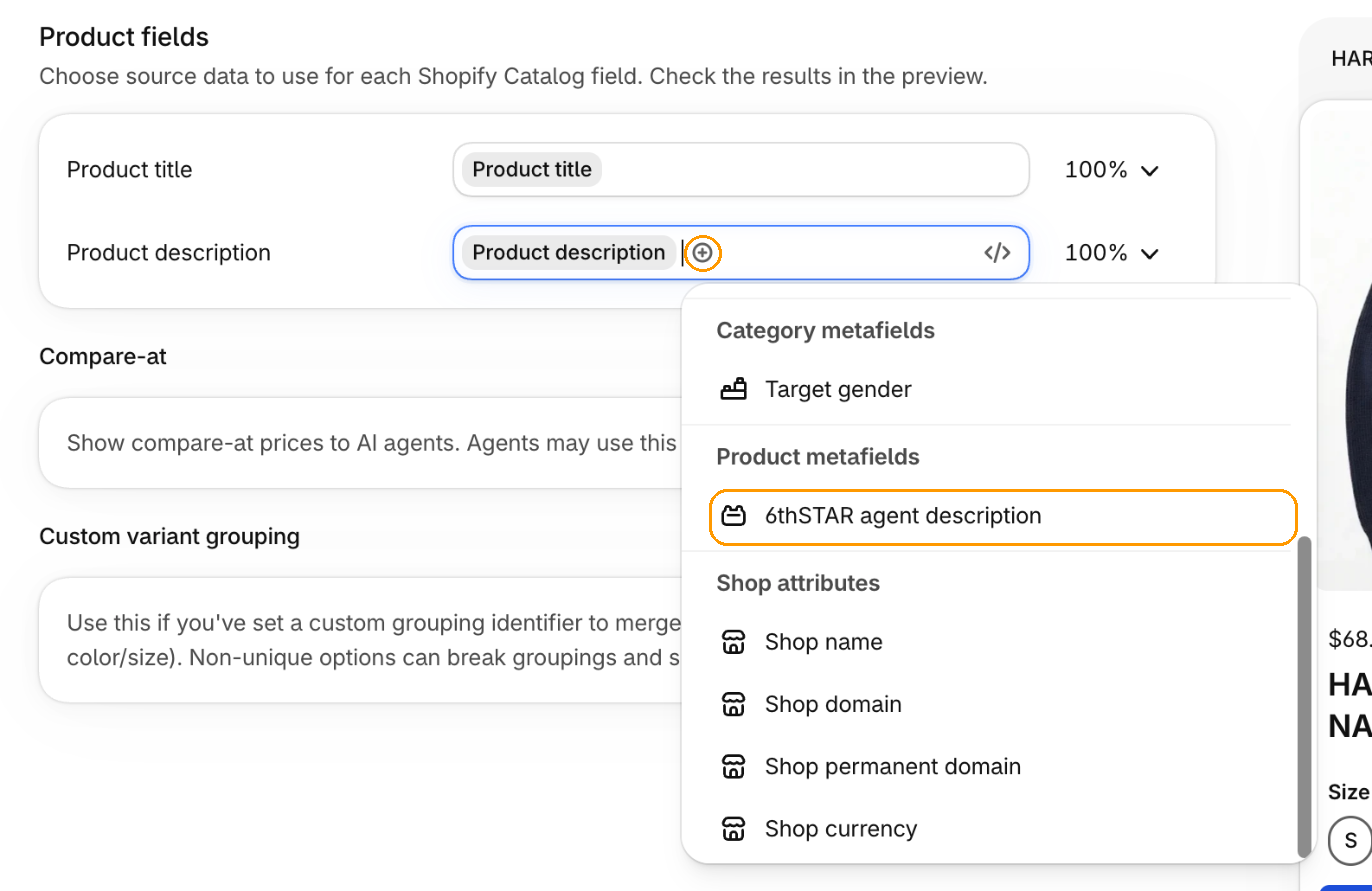 Product fields
Choose source data to use for each Shopify Catalog field. Check the results in the preview.
Product title
Product title
100%
Product description
Product description
</>
100%
Category metafields
Target gender
Product metafields
6thSTAR agent description
Shop attributes
Shop name
Shop domain
Shop permanent domain
Shop currency
Compare-at
Show compare-at prices to AI agents. Agents may use this
Custom variant grouping
Use this if you've set a custom grouping identifier to merge
color/size). Non-unique options can break groupings and s
HAR
$68.
HA
NA
Size
S